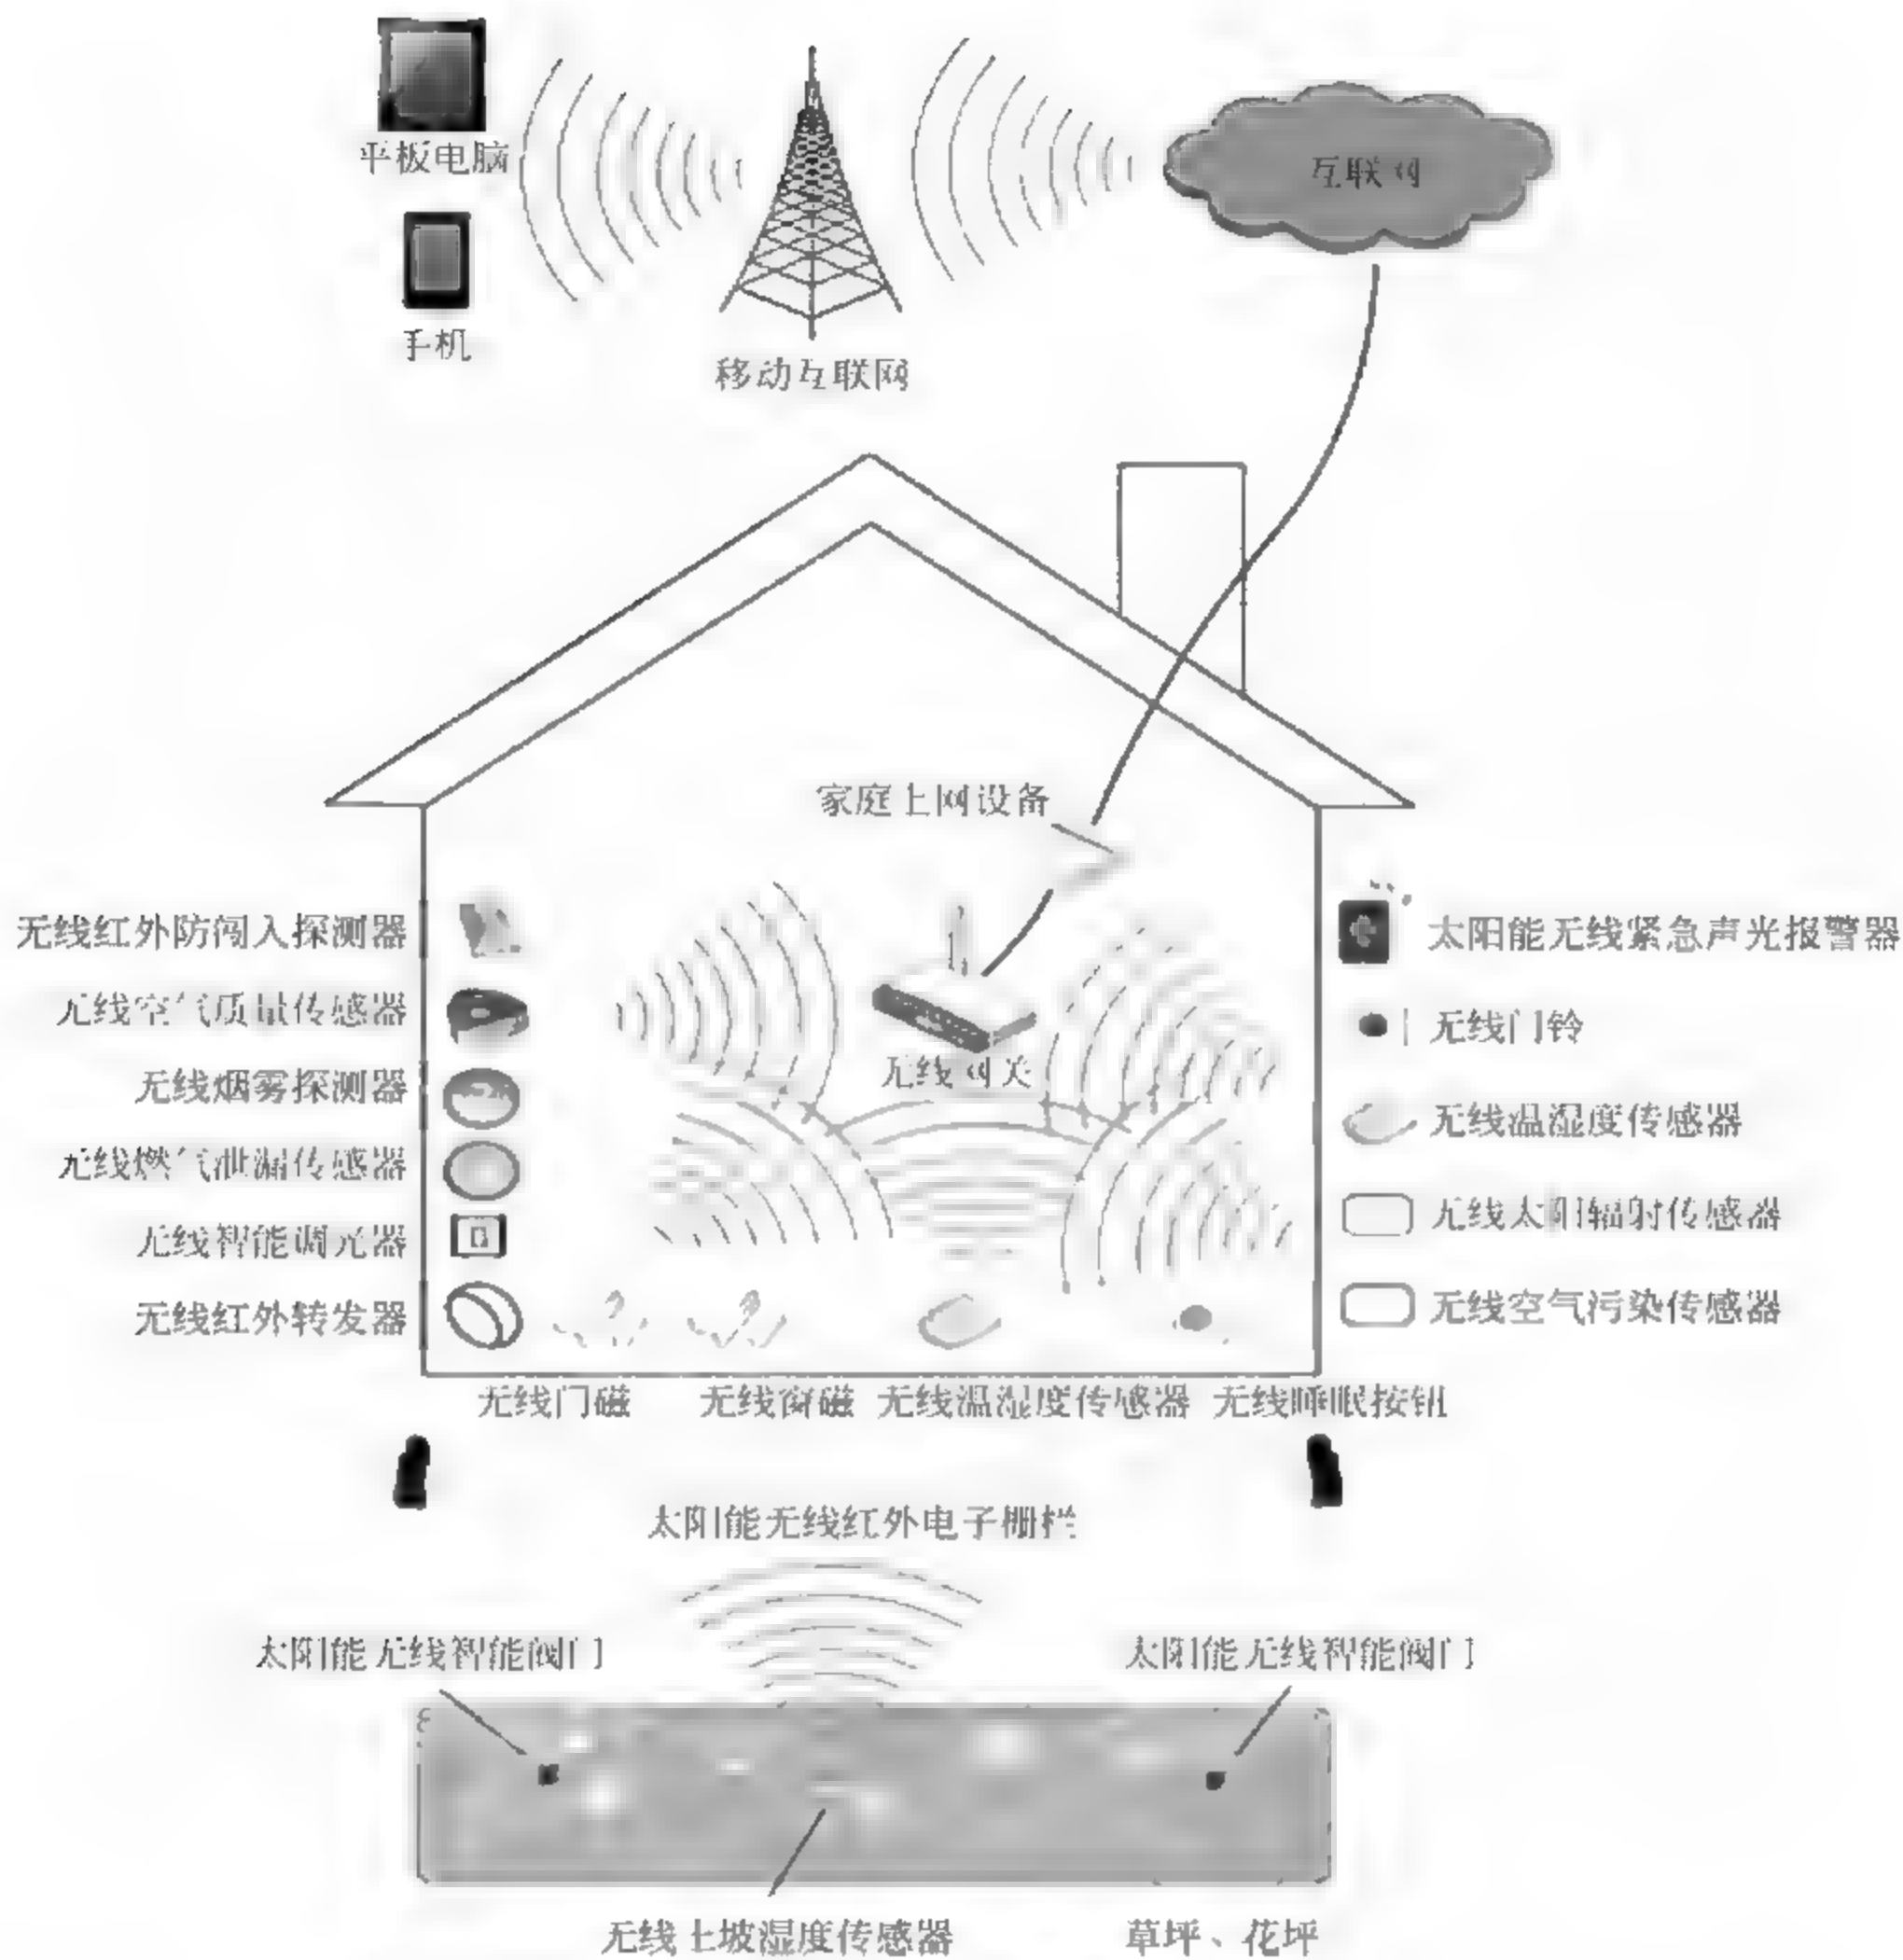 平板电脑
互联网
手机
移动互联网
家庭上网设备
无线红外防闯入探测器
太阳能无线紧急声光报警器
无线空气质量传感器
无线门铃
无线网关
无线烟雾探测器
无线温湿度传感器
无线燃气泄漏传感器
无线太阳辐射传感器
无线智能调光器
无线空气污染传感器
无线红外转发器
无线门磁
无线窗磁
无线温湿度传感器
无线睡眠按钮
太阳能无线红外电子栅栏
太阳能无线智能阀门
太阳能无线智能阀门
无线土坡湿度传感器
草坪、花坪